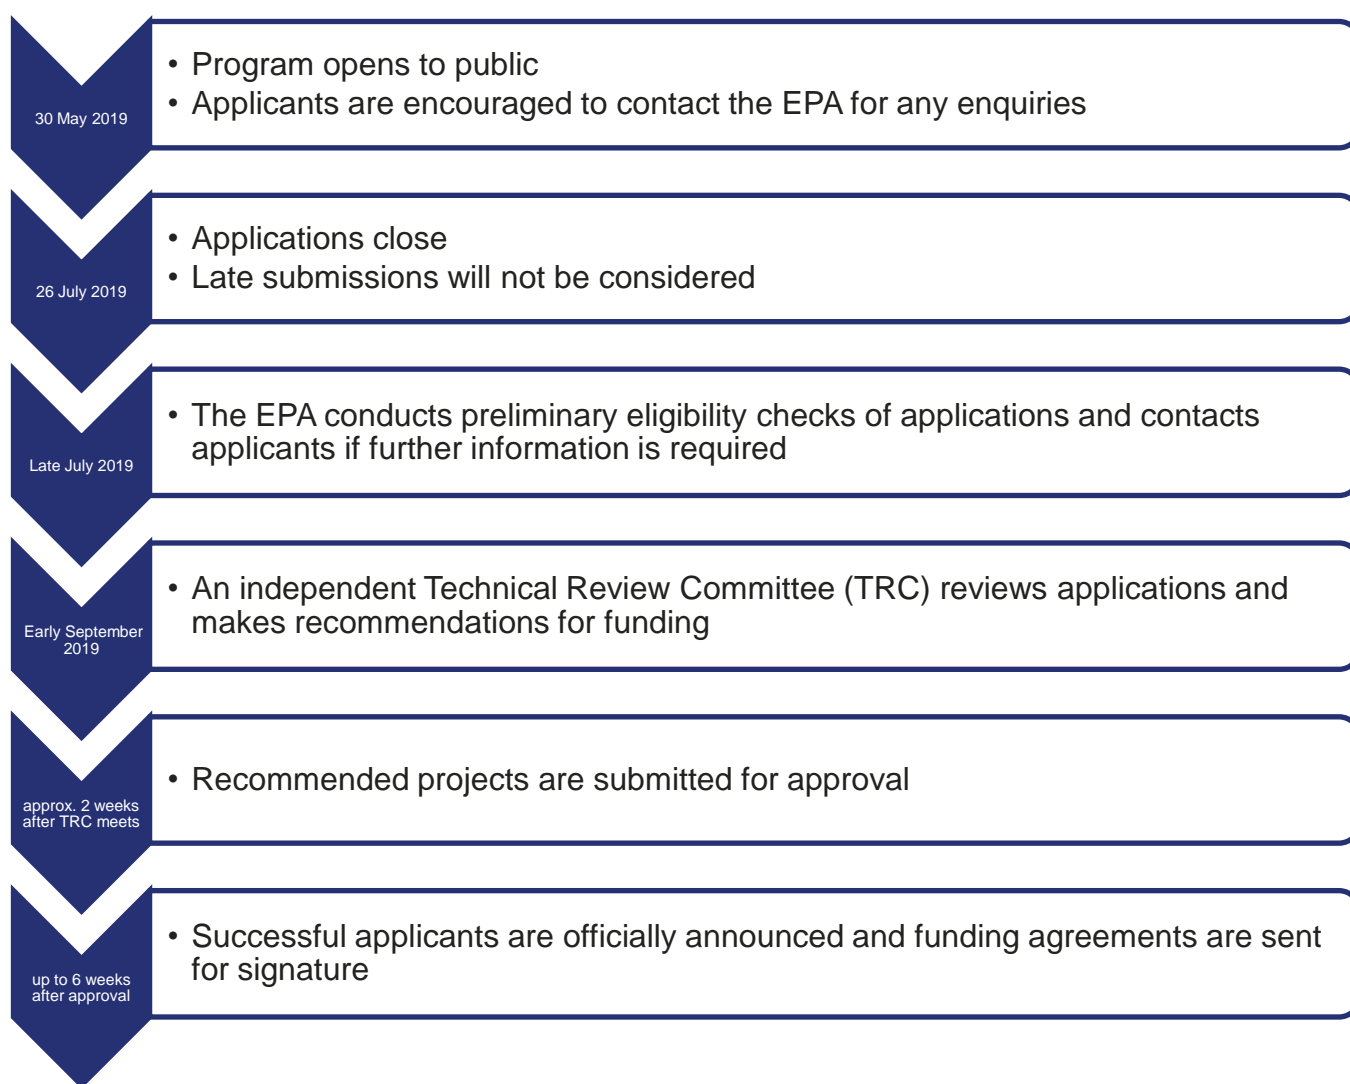 30 May 2019
• Program opens to public
• Applicants are encouraged to contact the EPA for any enquiries
26 July 2019
• Applications close
• Late submissions will not be considered
Late July 2019
• The EPA conducts preliminary eligibility checks of applications and contacts
applicants if further information is required
Early September
2019
• An independent Technical Review Committee (TRC) reviews applications and
makes recommendations for funding
approx. 2 weeks
after TRC meets
• Recommended projects are submitted for approval
up to 6 weeks
after approval
• Successful applicants are officially announced and funding agreements are sent
for signature